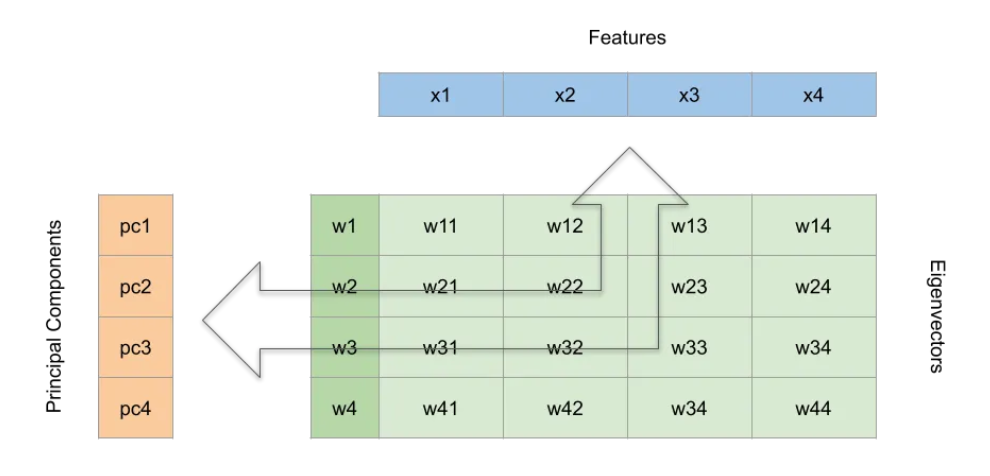 Features
x1 x2 x3 x4
Principal Components
pc1 w1 w11 w12 w13 w14
pc2 w2 w21 w22 w23 w24
pc3 w3 w31 w32 w33 w34
pc4 w4 w41 w42 w34 w44
Eigenvectors